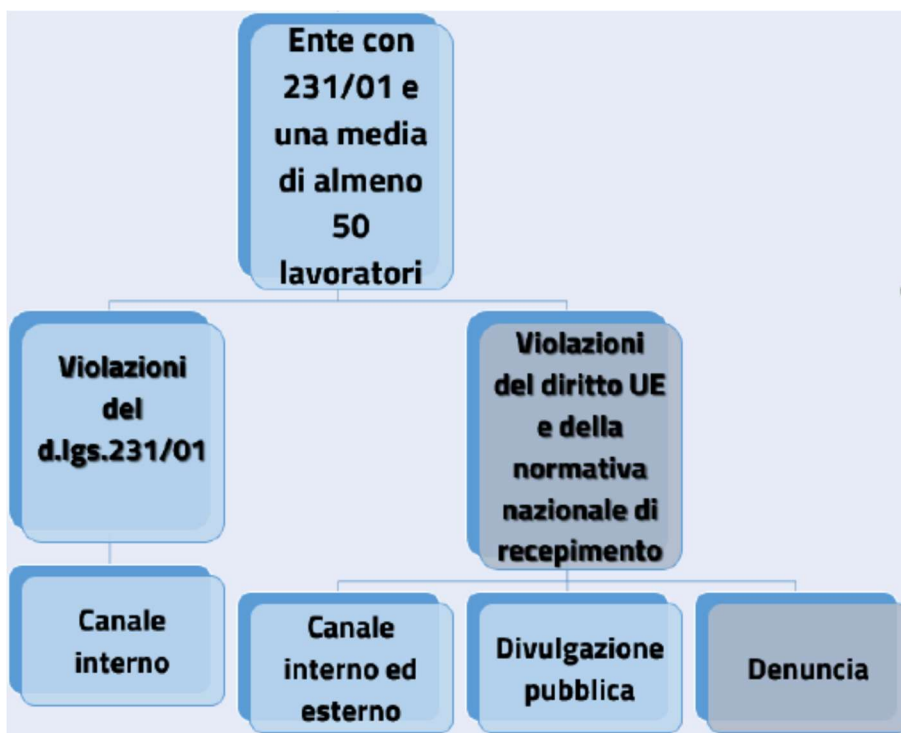 Ente con
231/01 e
una media
di almeno
50
lavoratori
Violazioni
del
d.lgs.231/01
Violazioni
del diritto UE
e della
normativa
nazionale di
recepimento
Canale
interno
Canale
interno ed
esterno
Divulgazione
pubblica
Denuncia